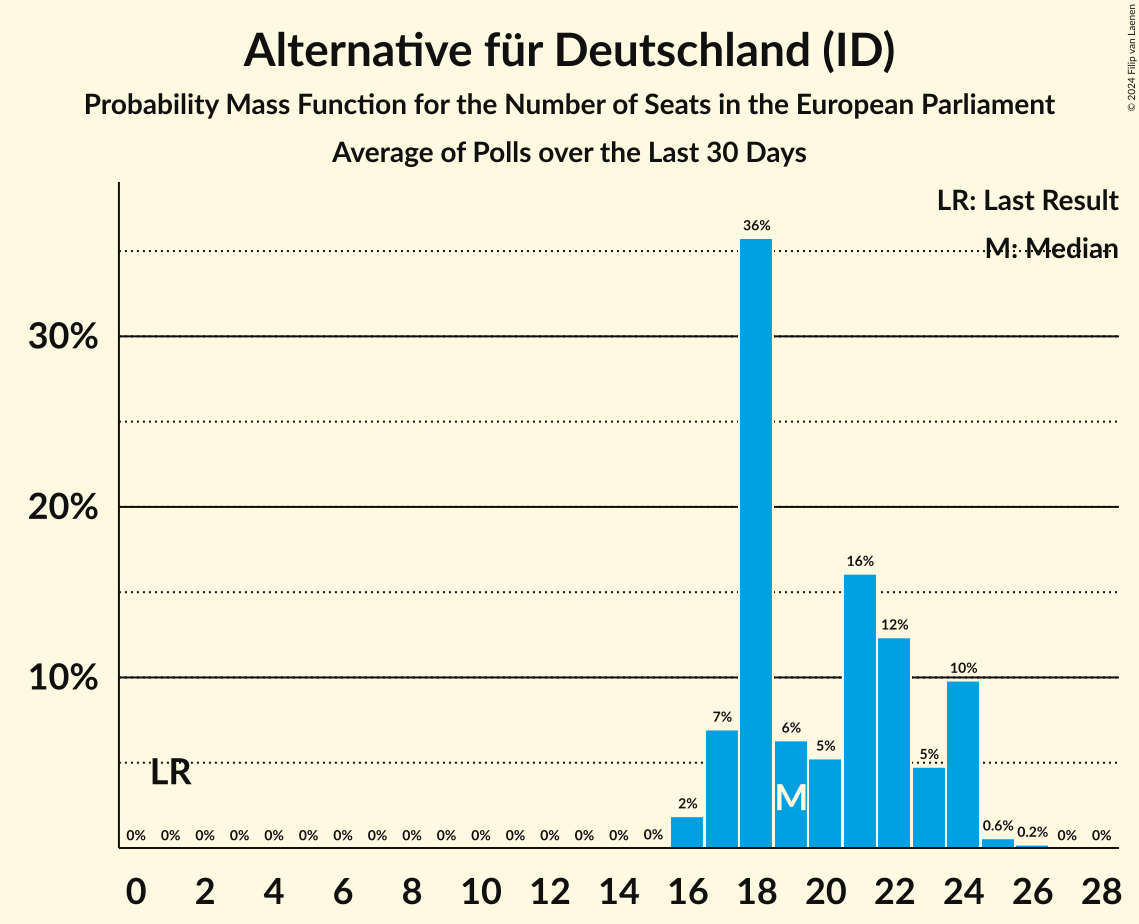 Alternative für Deutschland (ID)
Probability Mass Function for the Number of Seats in the European Parliament
Average of Polls over the Last 30 Days
© 2024 Filip van Laenen
LR: Last Result
M: Median
30%
20%
10%
36%
16%
12%
10%
7%
6%
5%
5%
2%
0.6%
0.2%
LR
M
0% 0% 0% 0% 0% 0% 0% 0% 0% 0% 0% 0% 0% 0% 0% 0% 0% 0%
0 2 4 6 8 10 12 14 16 18 20 22 24 26 28